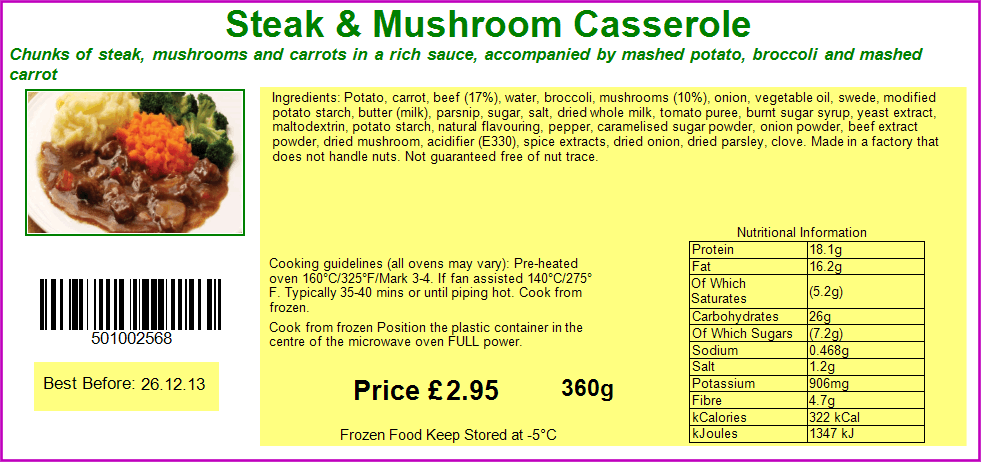 Steak & Mushroom Casserole
Chunks of steak, mushrooms and carrots in a rich sauce, accompanied by mashed potato, broccoli and mashed
carrot
Ingredients: Potato, carrot, beef (17%), water, broccoli, mushrooms (10%), onion, vegetable oil, swede, modified
potato starch, butter (milk), parsnip, sugar, salt, dried whole milk, tomato puree, burnt sugar syrup, yeast extract,
maltodextrin, potato starch, natural flavouring, pepper, caramelised sugar powder, onion powder, beef extract
powder, dried mushroom, acidifier (E330), spice extracts, dried onion, dried parsley, clove. Made in a factory that
does not handle nuts. Not guaranteed free of nut trace.
Cooking guidelines (all ovens may vary): Pre-heated
oven 160°C/325°F/Mark 3-4. If fan assisted 140°C/275°
F. Typically 35-40 mins or until piping hot. Cook from
frozen.
Cook from frozen Position the plastic container in the
centre of the microwave oven FULL power.
Nutritional Information
Protein 18.1g
Fat 16.2g
Of Which
Saturates (5.2g)
Carbohydrates 26g
Of Which Sugars (7.2g)
Sodium 0.468g
Salt 1.2g
Potassium 906mg
Fibre 4.7g
kCalories 322 kCal
kJoules 1347 kJ
501002568
Best Before: 26.12.13
Price £2.95 360g
Frozen Food Keep Stored at -5°C